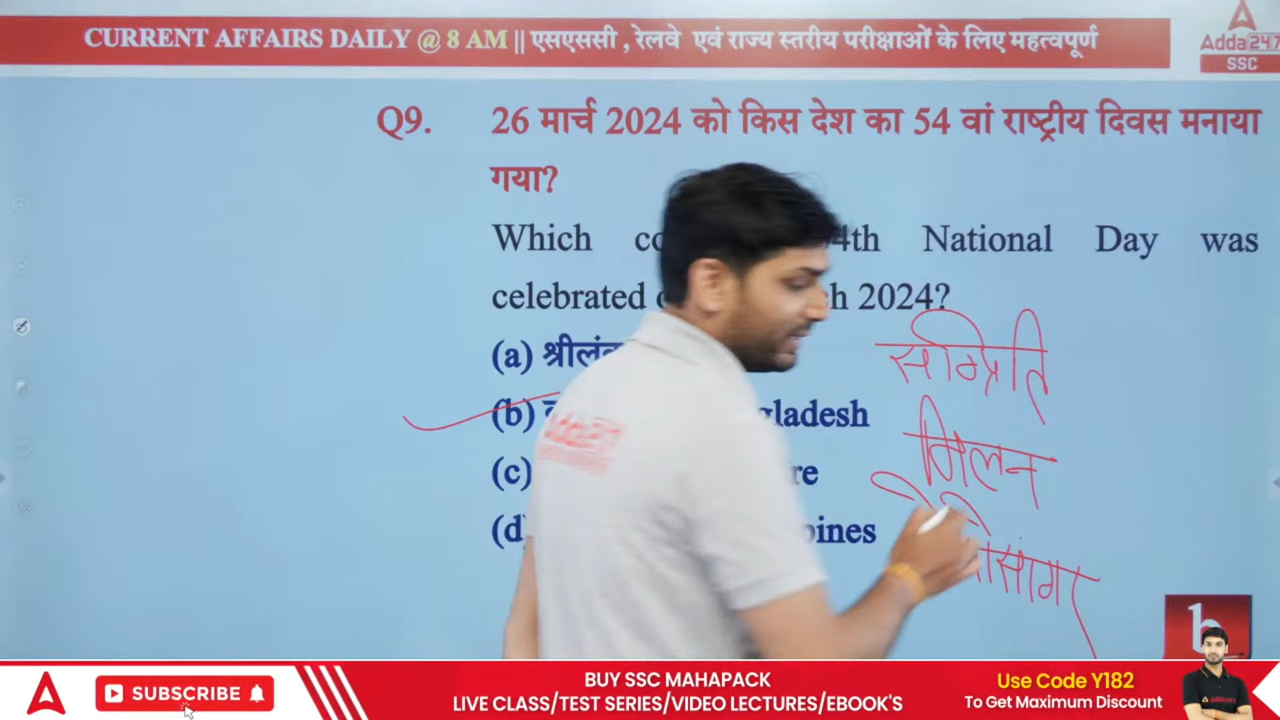 CURRENT AFFAIRS DAILY @ 8 AM || एसएससी , रेलवे एवं राज्य स्तरीय परीक्षाओं के लिए महत्वपूर्ण
Adda247
SSC
Q9. 26 मार्च 2024 को किस देश का 54 वां राष्ट्रीय दिवस मनाया
गया?
Which 4th National Day was
celebrated 2024?
(a)
(b) gladesh
(c) re
(d) pines
सम्प्रिति
मिलन
BUY SSC MAHAPACK
LIVE CLASS/TEST SERIES/VIDEO LECTURES/EBOOK'S
SUBSCRIBE
Use Code Y182
To Get Maximum Discount